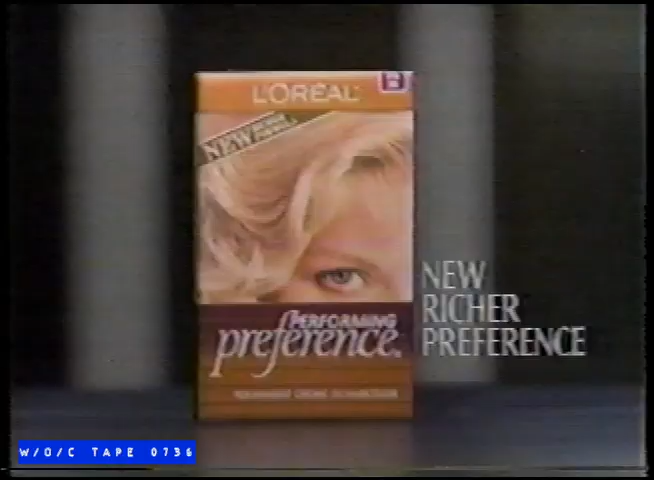 L'ORÉAL
NEW
PERFORMING
preference
NEW
RICHER
PREFERENCE
W/O/C TAPE 0736